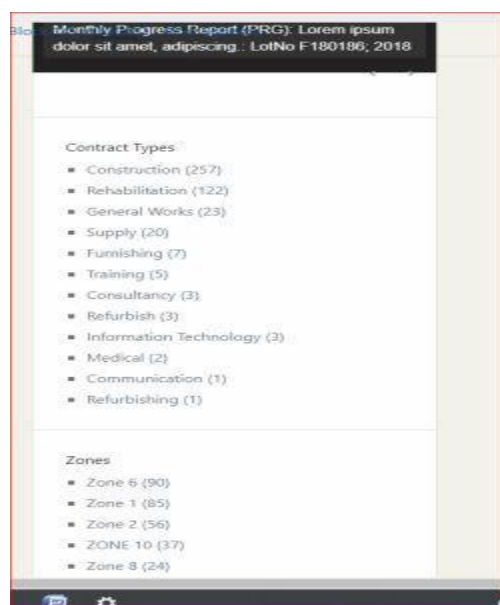 Monthly Progress Report (PRG): Lorem ipsum
dolor sit amet, adipiscing.: LotNo F180186; 2018
Contract Types
Construction (257)
Rehabilitation (122)
General Works (23)
Supply (20)
Furnishing (7)
Training (5)
Consultancy (3)
Refurbish (3)
Information Technology (3)
Medical (2)
Communication (1)
Refurbishing (1)
Zones
Zone 6 (90)
Zone 1 (85)
Zone 2 (56)
ZONE 10 (37)
Zone 8 (24)